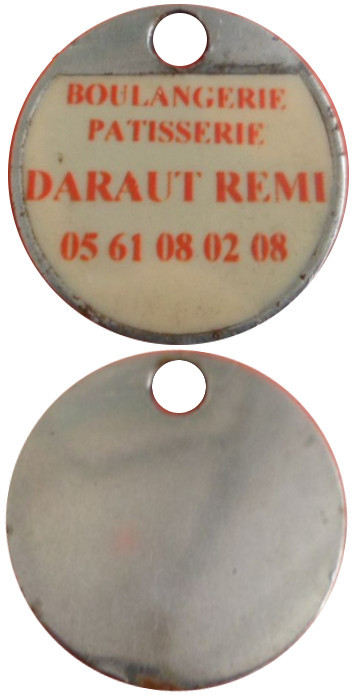 BOULANGERIE
PATISSERIE
DARAUT REMI
05 61 08 02 08